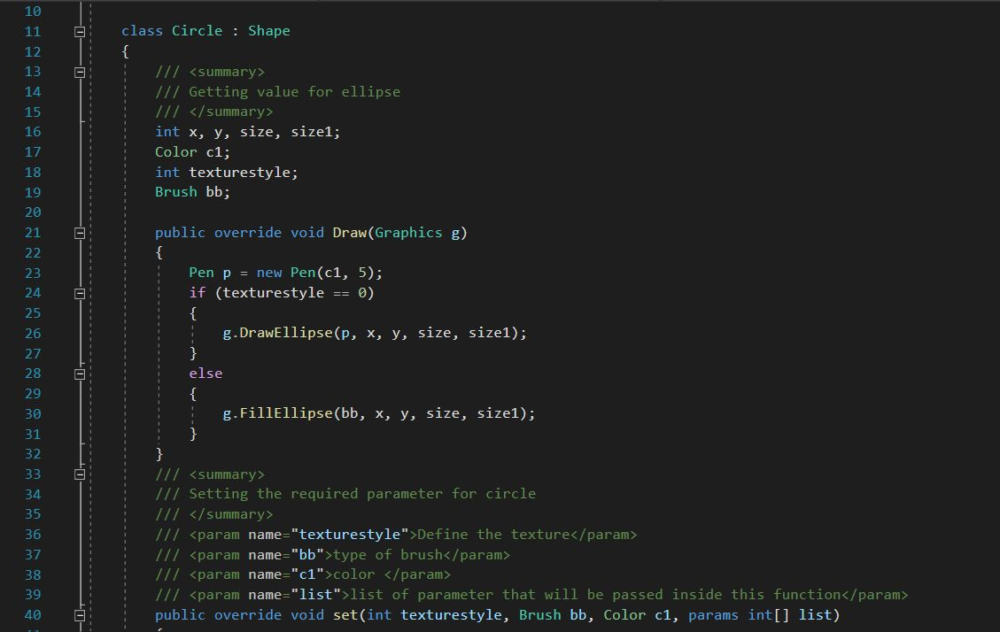 10
11 class Circle : Shape
12 {
13 /// <summary>
14 /// Getting value for ellipse
15 /// </summary>
16 int x, y, size, size1;
17 Color c1;
18 int texturestyle;
19 Brush bb;
20
21 public override void Draw(Graphics g)
22 {
23 Pen p = new Pen(c1, 5);
24 if (texturestyle == 0)
25 {
26 g.DrawEllipse(p, x, y, size, size1);
27 }
28 else
29 {
30 g.FillEllipse(bb, x, y, size, size1);
31 }
32 }
33 /// <summary>
34 /// Setting the required parameter for circle
35 /// </summary>
36 /// <param name="texturestyle">Define the texture</param>
37 /// <param name="bb">type of brush</param>
38 /// <param name="c1">color </param>
39 /// <param name="list">list of parameter that will be passed inside this function</param>
40 public override void set(int texturestyle, Brush bb, Color c1, params int[] list)